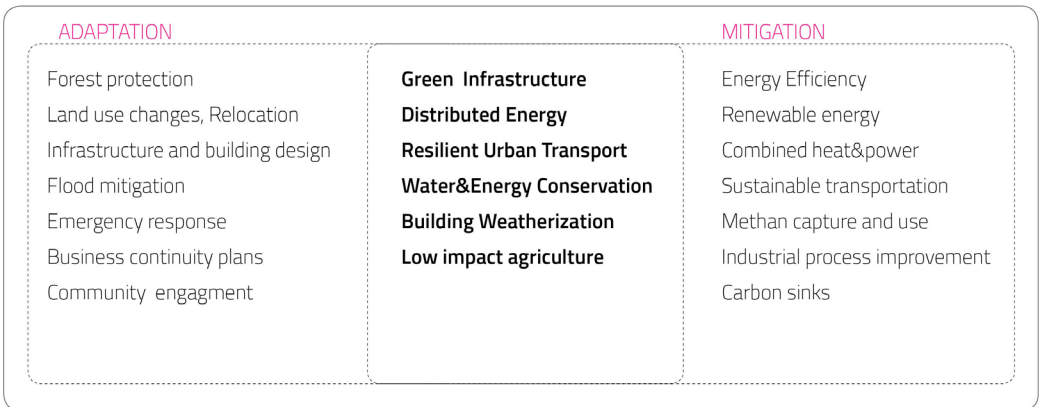 ADAPTATION
Forest protection
Land use changes, Relocation
Infrastructure and building design
Flood mitigation
Emergency response
Business continuity plans
Community engagment
Green Infrastructure
Distributed Energy
Resilient Urban Transport
Water&Energy Conservation
Building Weatherization
Low impact agriculture
MITIGATION
Energy Efficiency
Renewable energy
Combined heat&power
Sustainable transportation
Methan capture and use
Industrial process improvement
Carbon sinks